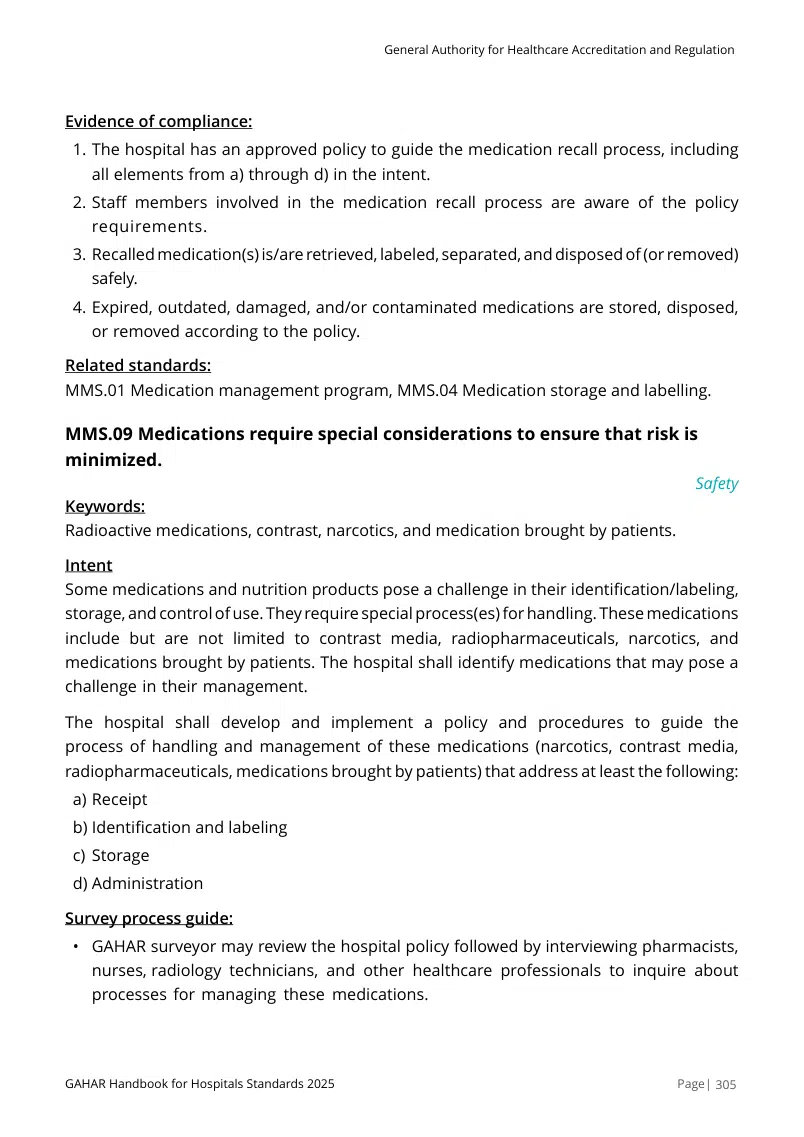 General Authority for Healthcare Accreditation and Regulation
Evidence of compliance:
1. The hospital has an approved policy to guide the medication recall process, including
all elements from a) through d) in the intent.
2. Staff members involved in the medication recall process are aware of the policy
requirements.
3. Recalled medication(s) is/are retrieved, labeled, separated, and disposed of (or removed)
safely.
4. Expired, outdated, damaged, and/or contaminated medications are stored, disposed,
or removed according to the policy.
Related standards:
MMS.01 Medication management program, MMS.04 Medication storage and labelling.
MMS.09 Medications require special considerations to ensure that risk is
minimized.
Safety
Keywords:
Radioactive medications, contrast, narcotics, and medication brought by patients.
Intent
Some medications and nutrition products pose a challenge in their identification/labeling,
storage, and control of use. They require special process(es) for handling. These medications
include but are not limited to contrast media, radiopharmaceuticals, narcotics, and
medications brought by patients. The hospital shall identify medications that may pose a
challenge in their management.
The hospital shall develop and implement a policy and procedures to guide the
process of handling and management of these medications (narcotics, contrast media,
radiopharmaceuticals, medications brought by patients) that address at least the following:
a) Receipt
b) Identification and labeling
c) Storage
d) Administration
Survey process guide:
• GAHAR surveyor may review the hospital policy followed by interviewing pharmacists,
nurses, radiology technicians, and other healthcare professionals to inquire about
processes for managing these medications.
GAHAR Handbook for Hospitals Standards 2025
Page| 305